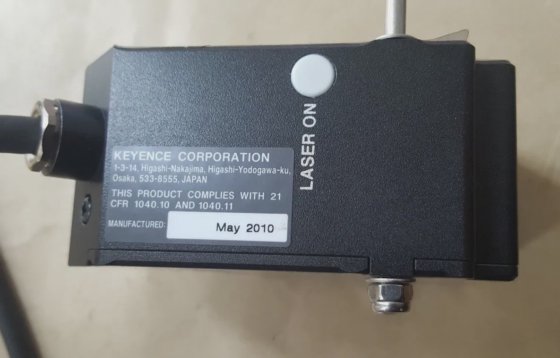 LASER ON
KEYENCE CORPORATION
1-3-14, Higashi-Nakajima, Higashi-Yodogawa-ku,
Osaka, 533-8555, JAPAN
THIS PRODUCT COMPLIES WITH 21
CFR 1040.10 AND 1040.11
MANUFACTURED: May 2010